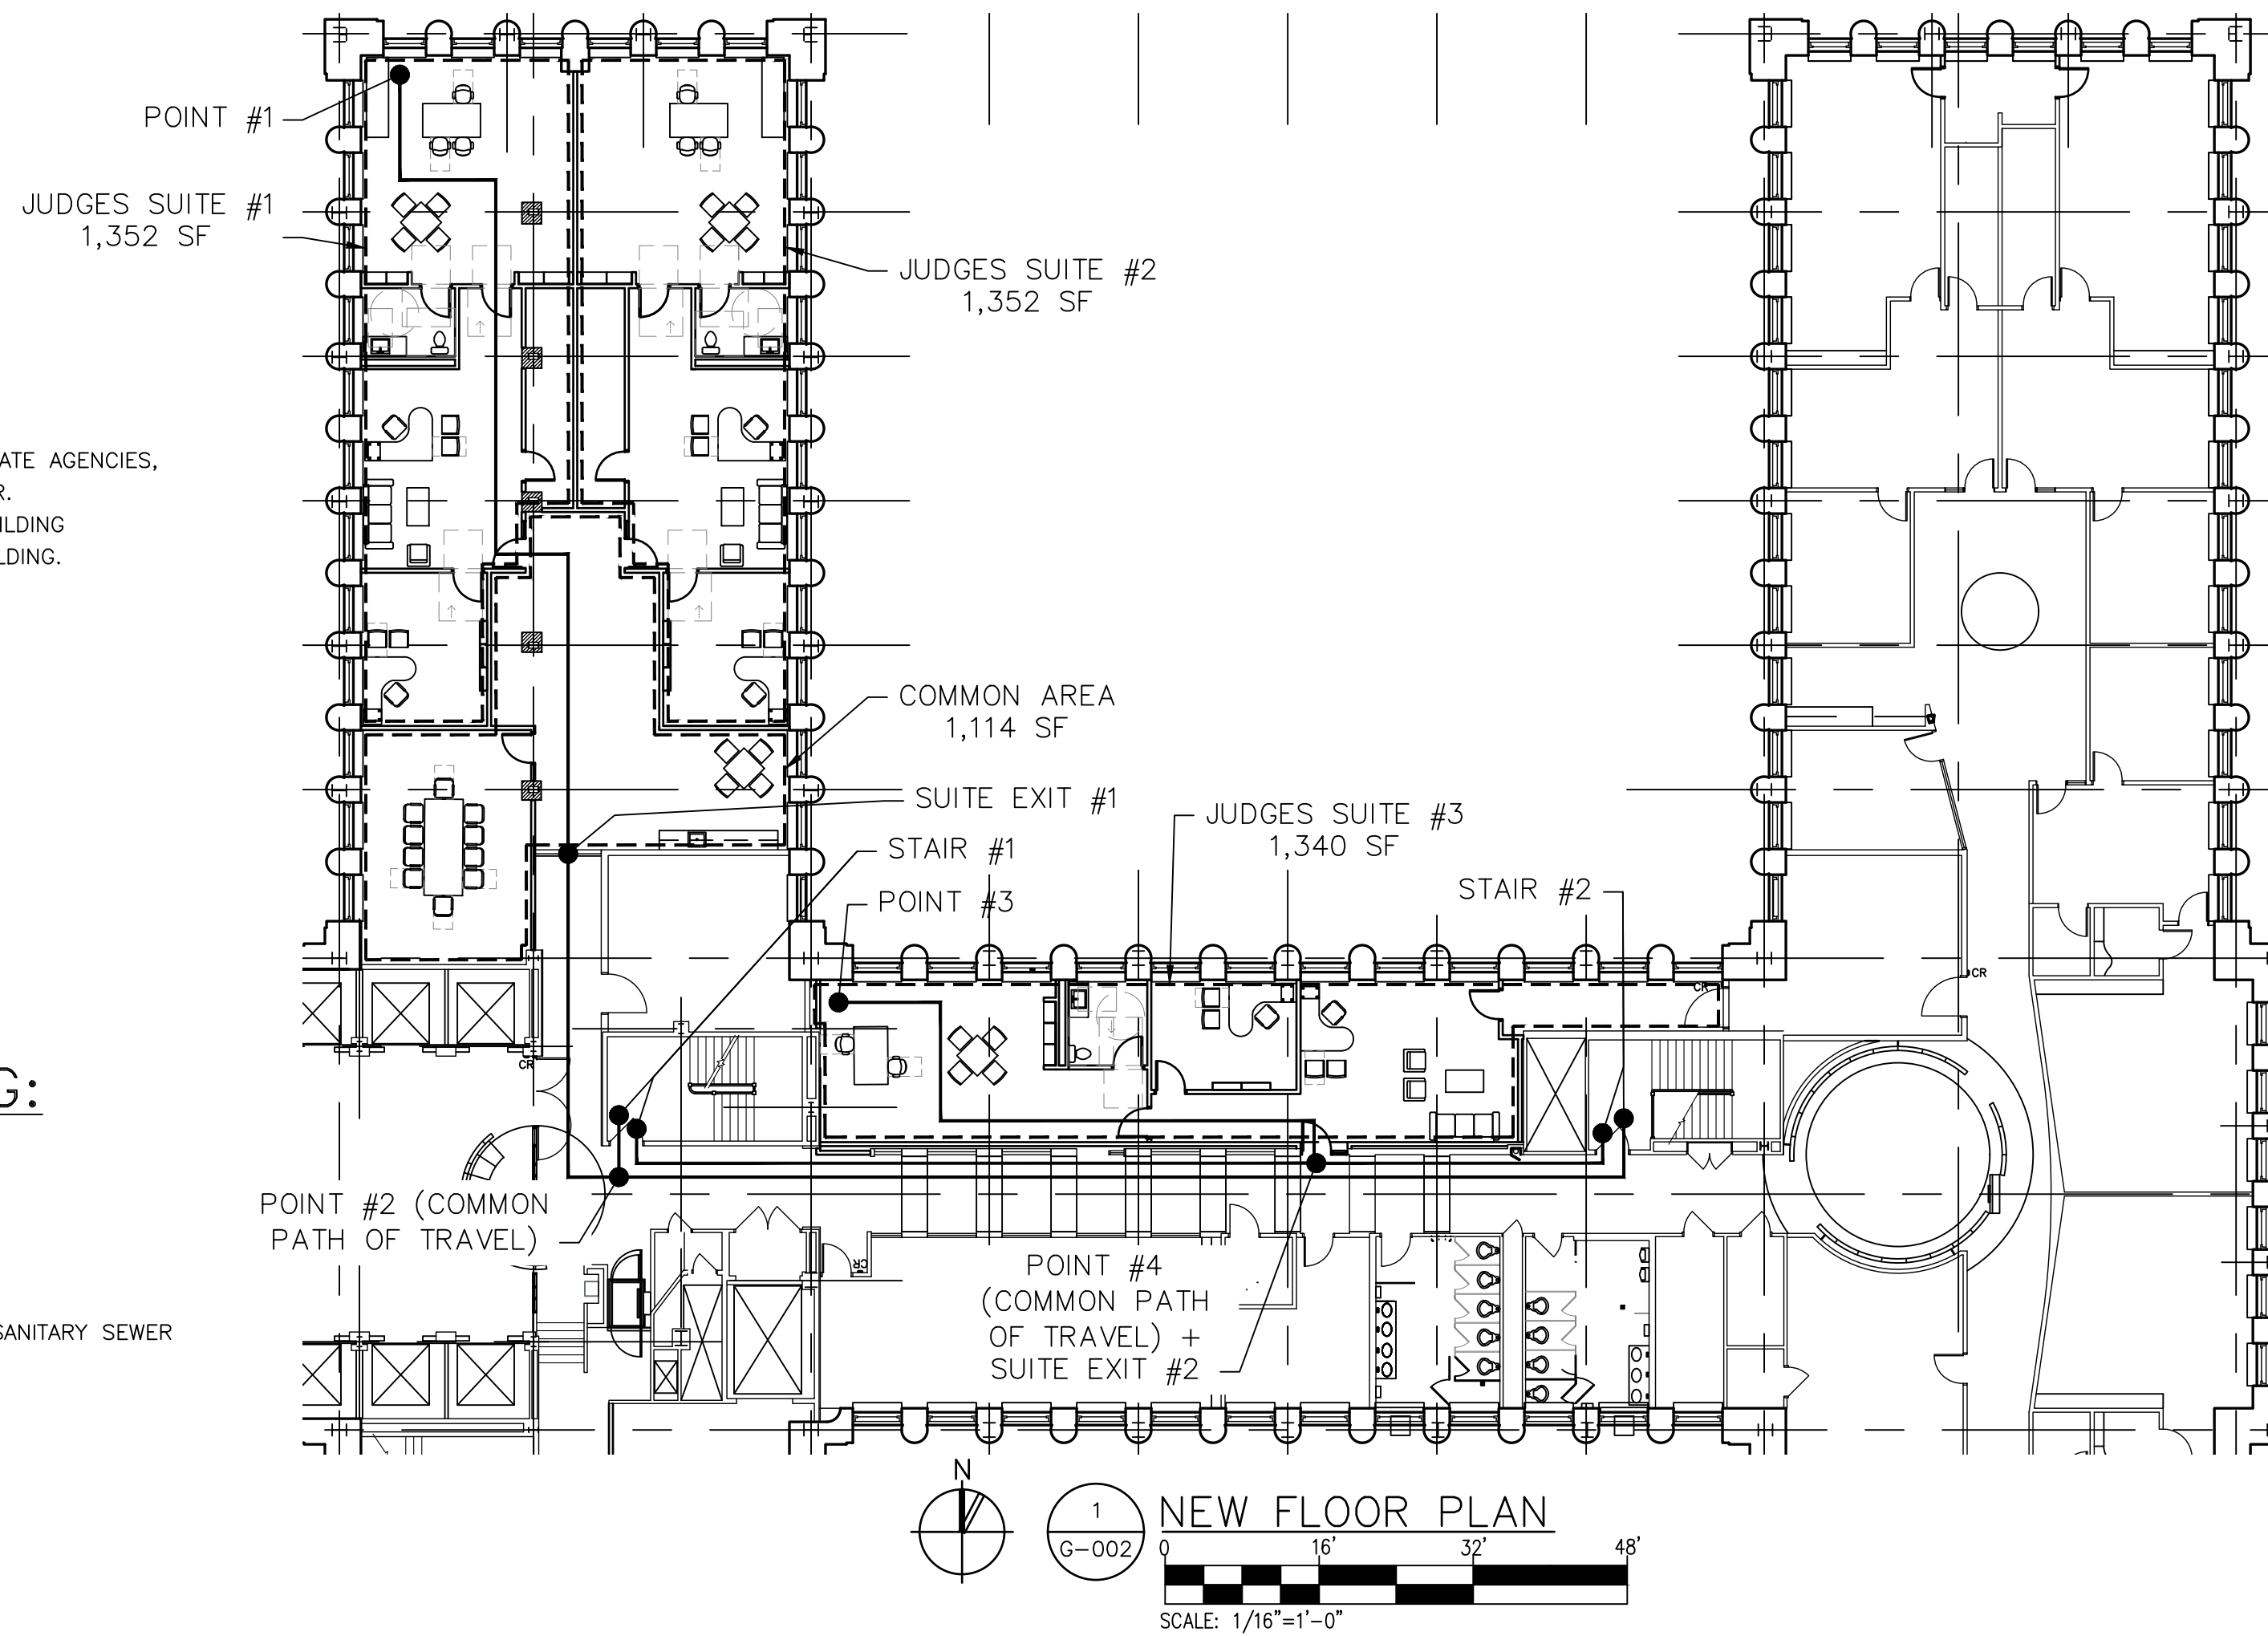 POINT #1
JUDGES SUITE #1
1,352 SF
JUDGES SUITE #2
1,352 SF
ATE AGENCIES,
R.
ILDING
LDING.
COMMON AREA
1,114 SF
SUITE EXIT #1
STAIR #1
POINT #3
JUDGES SUITE #3
1,340 SF
STAIR #2
CR
CR
CR
G:
POINT #2 (COMMON
PATH OF TRAVEL)
CR
POINT #4
(COMMON PATH
OF TRAVEL) +
SUITE EXIT #2
SANITARY SEWER
N
1
G-002
NEW FLOOR PLAN
0 16' 32' 48'
SCALE: 1/16"=1'-0"